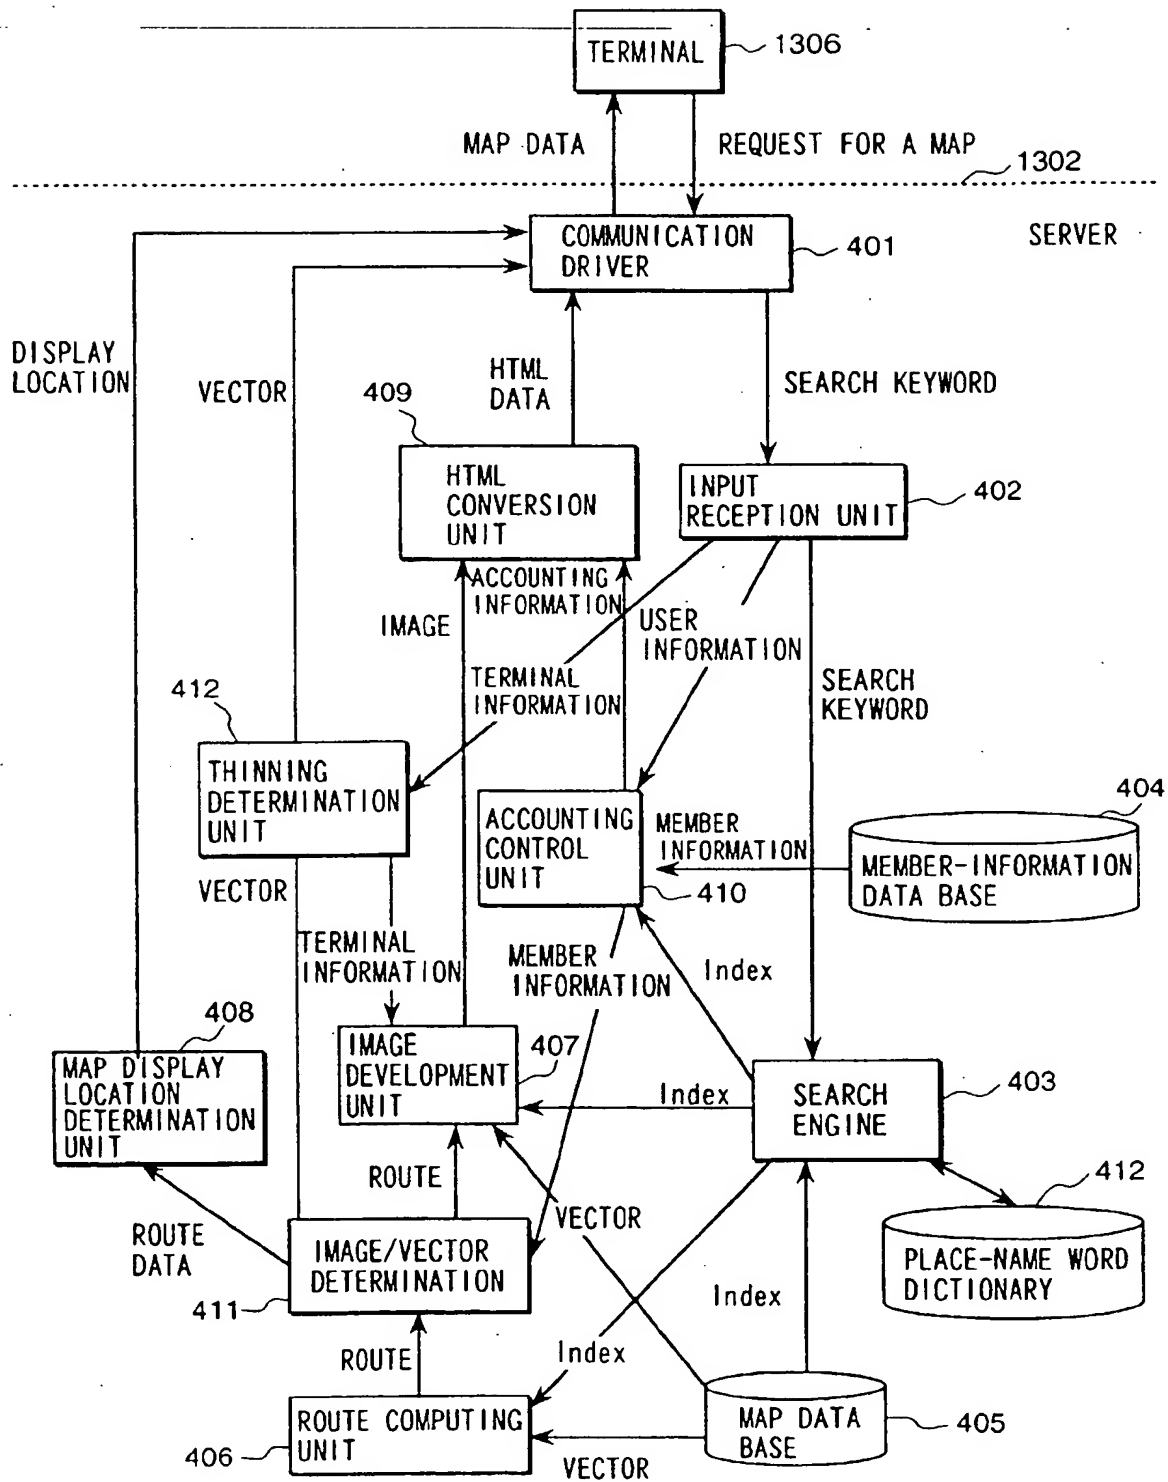 TERMINAL
1306
MAP DATA
REQUEST FOR A MAP
1302
COMMUNICATION
DRIVER
401
SERVER
DISPLAY
LOCATION
VECTOR
HTML
DATA
SEARCH KEYWORD
409
HTML
CONVERSION
UNIT
INPUT
RECEPTION UNIT
402
ACCOUNTING
INFORMATION
IMAGE
USER
INFORMATION
TERMINAL
INFORMATION
SEARCH
KEYWORD
412
THINNING
DETERMINATION
UNIT
ACCOUNTING
CONTROL
UNIT
410
MEMBER
INFORMATION
404
MEMBER-INFORMATION
DATA BASE
VECTOR
TERMINAL
INFORMATION
MEMBER
INFORMATION
Index
408
MAP DISPLAY
LOCATION
DETERMINATION
UNIT
IMAGE
DEVELOPMENT
UNIT
407
Index
SEARCH
ENGINE
403
ROUTE
412
PLACE-NAME WORD
DICTIONARY
ROUTE
DATA
VECTOR
IMAGE/VECTOR
DETERMINATION
411
Index
ROUTE
Index
ROUTE COMPUTING
UNIT
406
VECTOR
MAP DATA
BASE
405